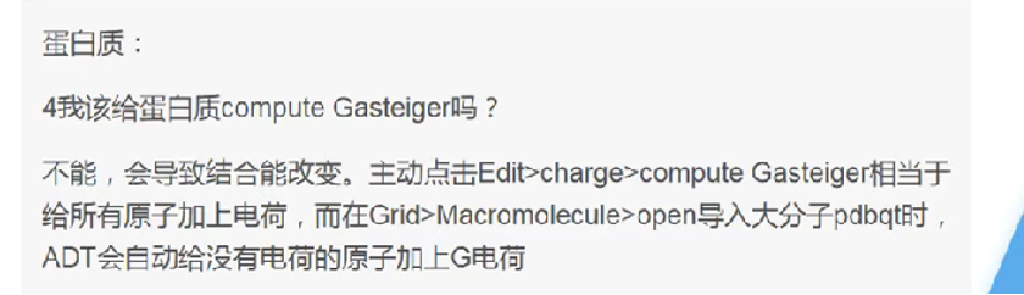 蛋白质：
4我该给蛋白质compute Gasteiger吗？
不能，会导致结合能改变。主动点击Edit>charge>compute Gasteiger相当于
给所有原子加上电荷，而在Grid>Macromolecule>open导入大分子pdbqt时，
ADT会自动给没有电荷的原子加上G电荷